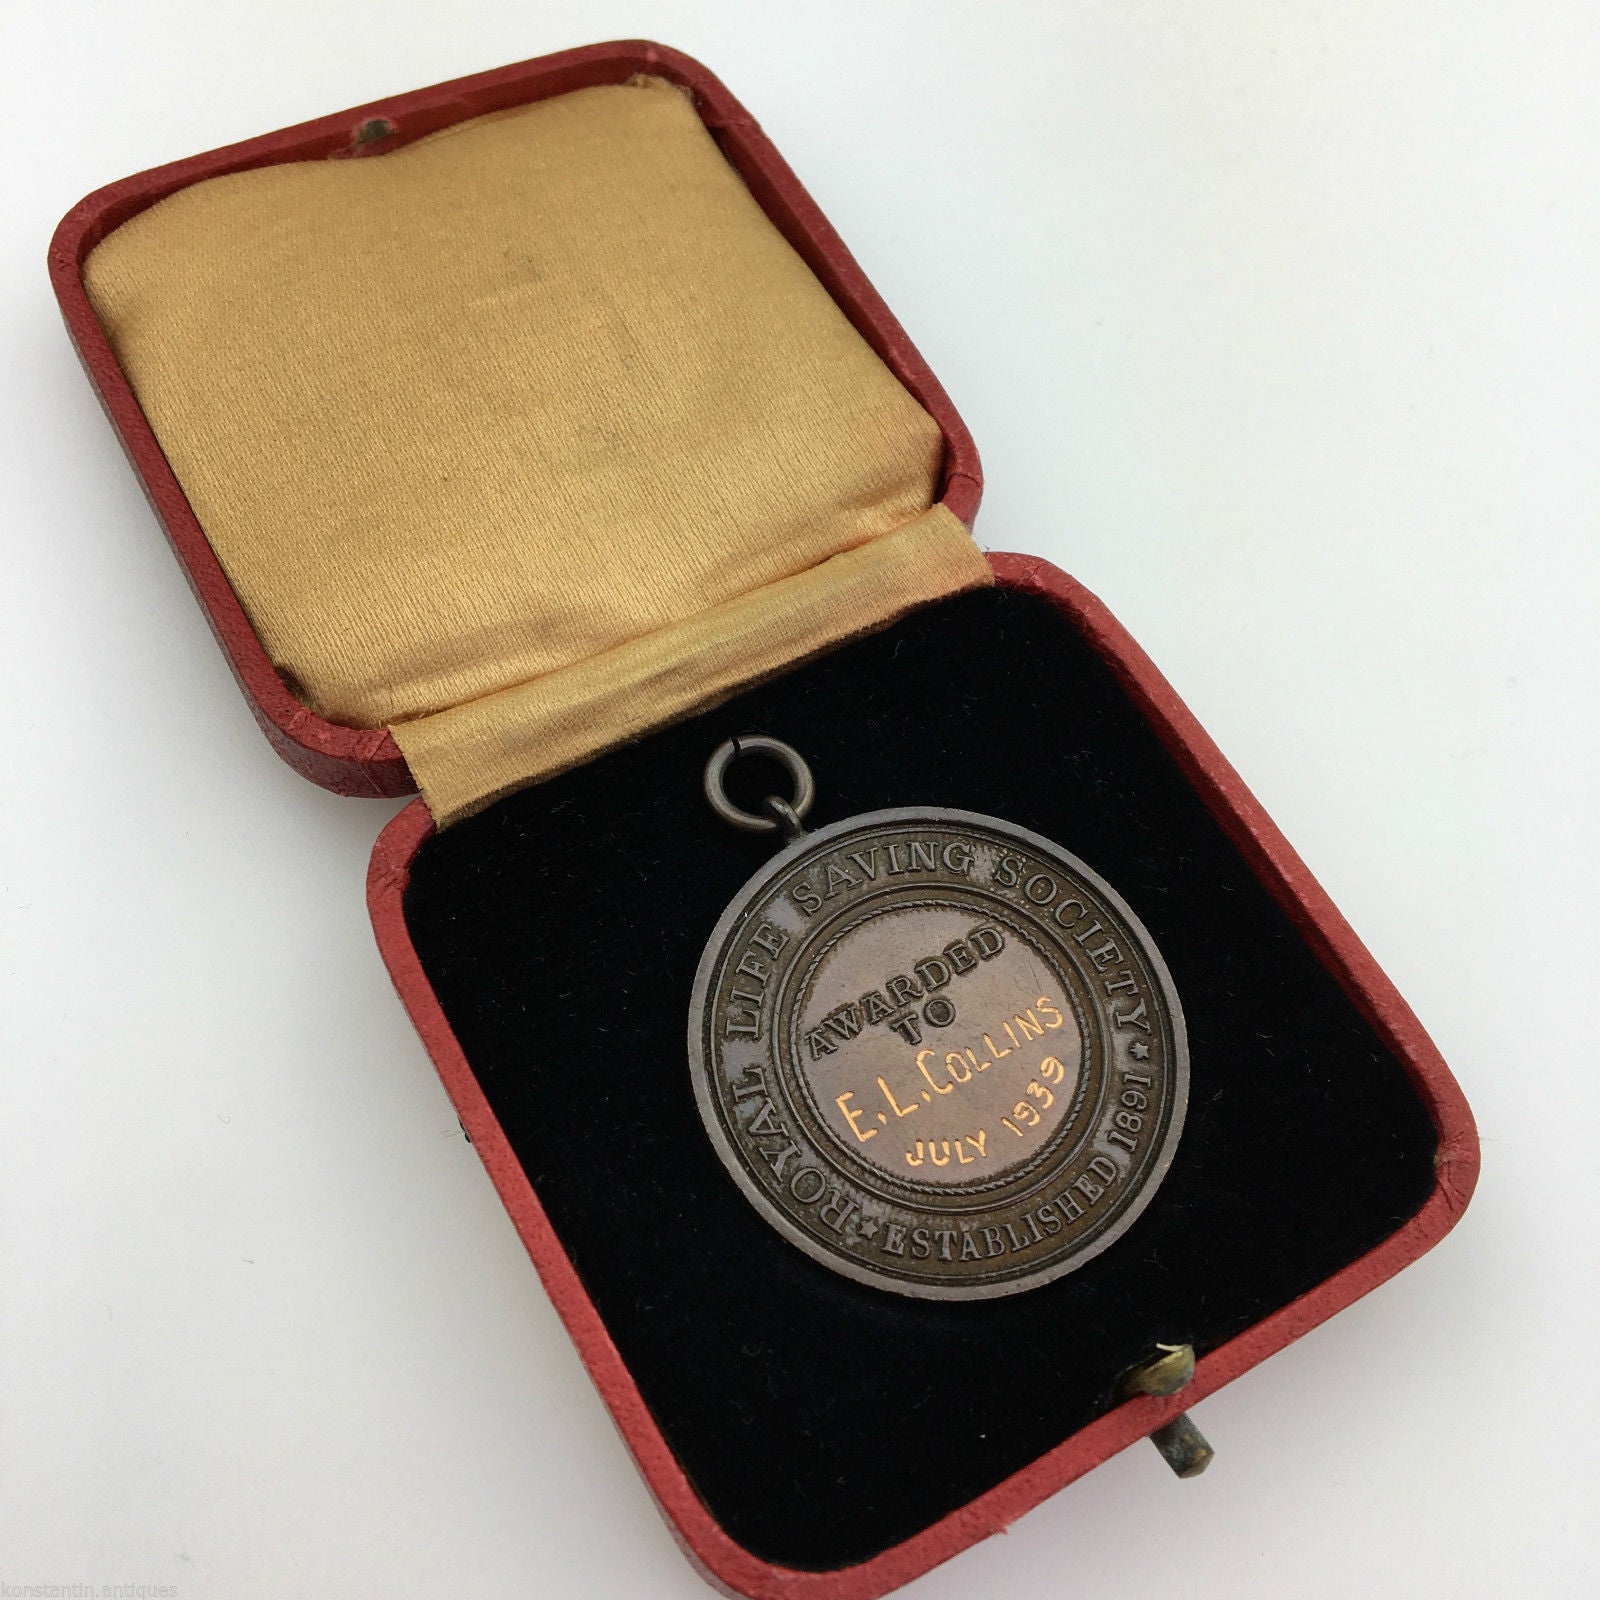 ROYAL LIFE SAVING SOCIETY
★ ESTABLISHED 1891 ★
AWARDED
TO
E.L.COLLINS
JULY 1939
konstantin.antiques